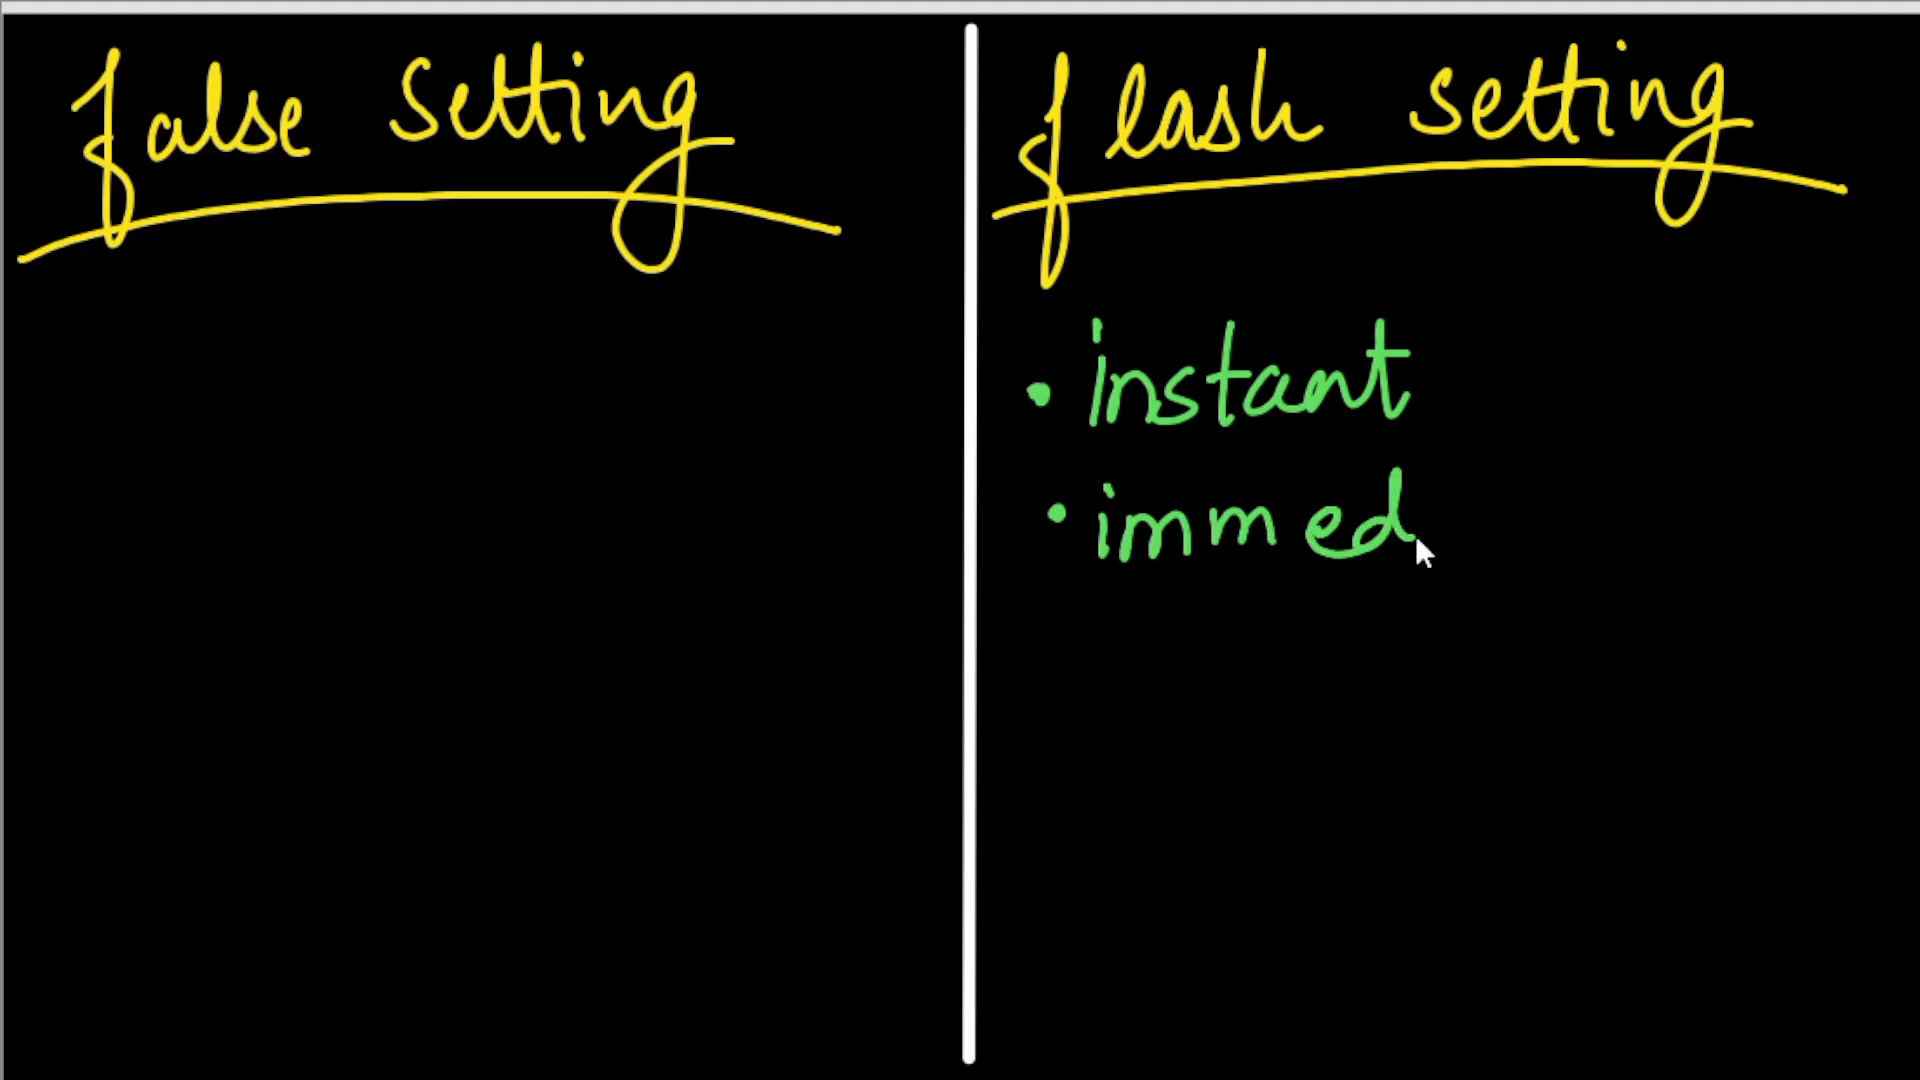 false setting
flash setting
• instant
• immed